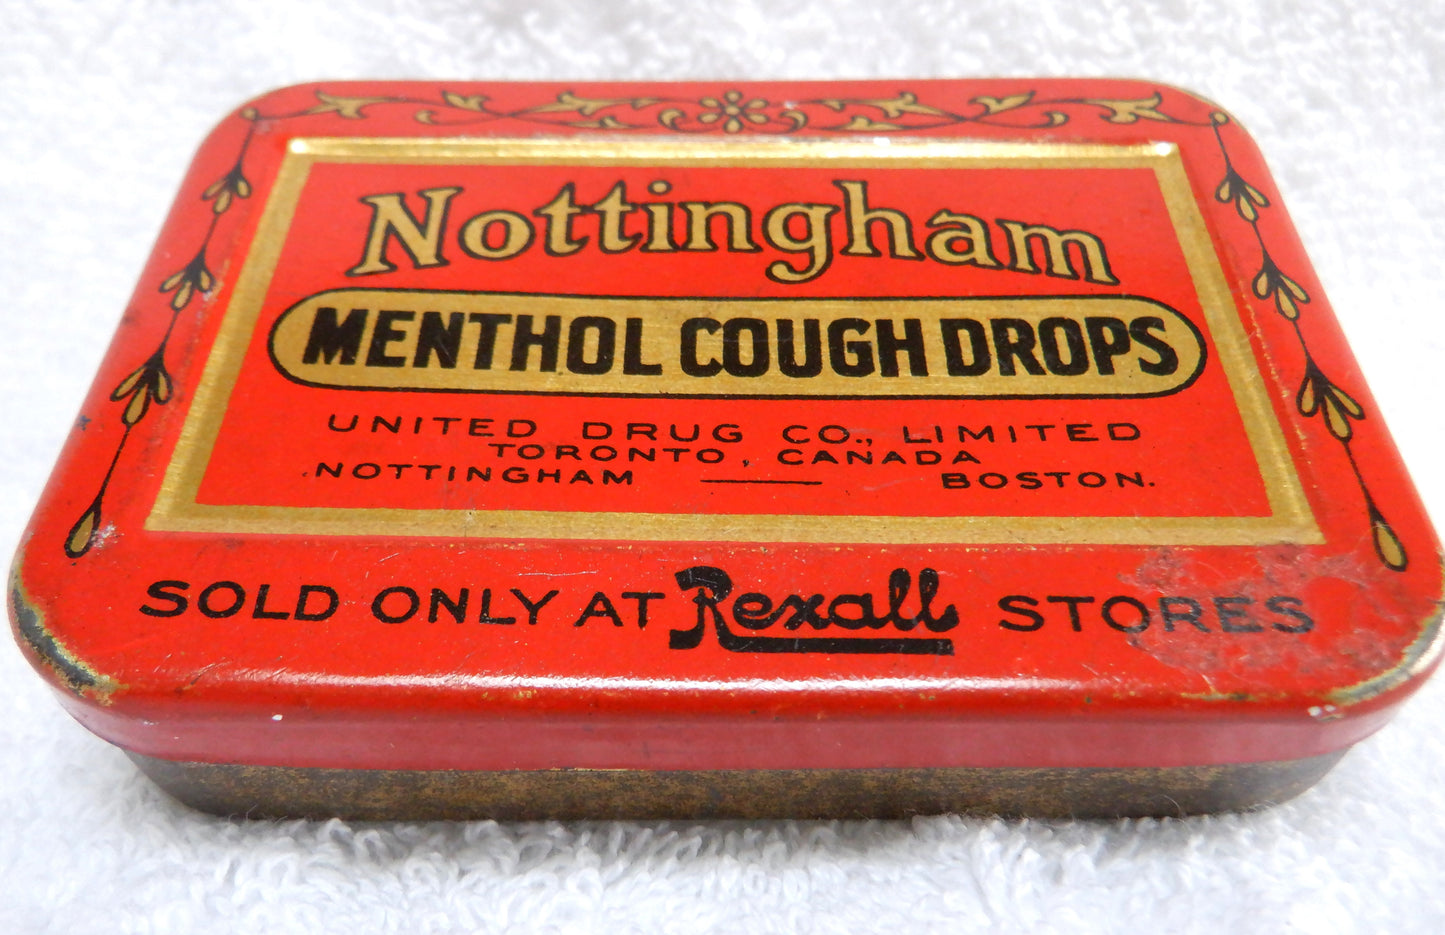 Nottingham
MENTHOL COUGH DROPS
UNITED DRUG CO., LIMITED
TORONTO, CANADA
NOTTINGHAM —— BOSTON.
SOLD ONLY AT Rexall STORES